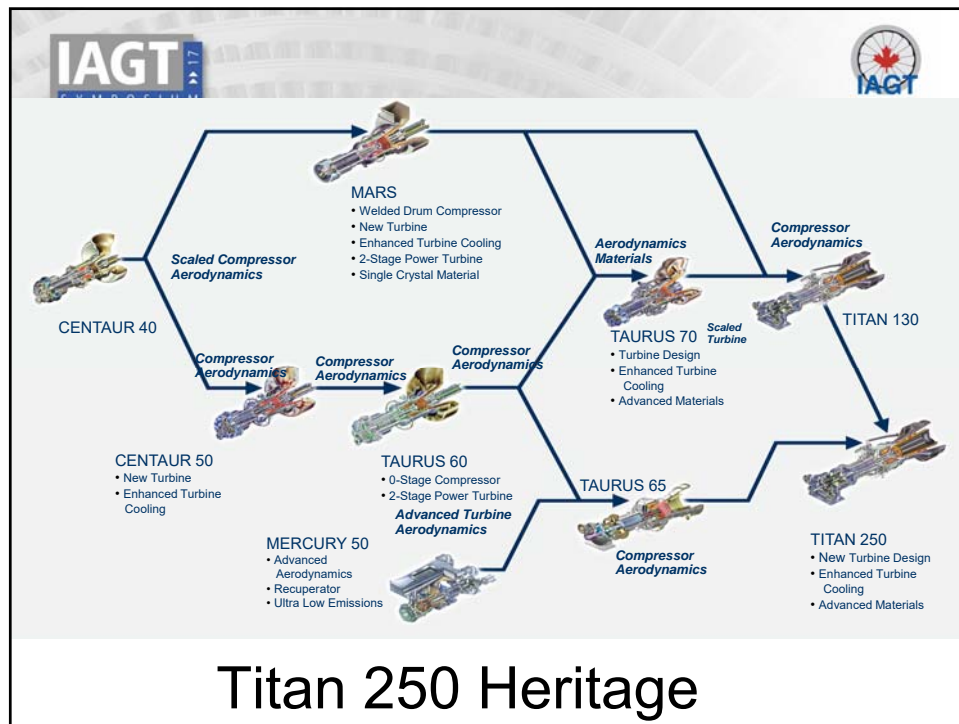 IAGT
17
SYMPOSIUM
IAGT
MARS
• Welded Drum Compressor
• New Turbine
• Enhanced Turbine Cooling
• 2-Stage Power Turbine
• Single Crystal Material
Scaled Compressor
Aerodynamics
CENTAUR 40
Aerodynamics
Materials
Compressor
Aerodynamics
TITAN 130
TAURUS 70
• Turbine Design
• Enhanced Turbine
Cooling
• Advanced Materials
Scaled
Turbine
Compressor
Aerodynamics
Compressor
Aerodynamics
Compressor
Aerodynamics
CENTAUR 50
• New Turbine
• Enhanced Turbine
Cooling
TAURUS 60
• 0-Stage Compressor
• 2-Stage Power Turbine
Advanced Turbine
Aerodynamics
TAURUS 65
Compressor
Aerodynamics
MERCURY 50
• Advanced
Aerodynamics
• Recuperator
• Ultra Low Emissions
TITAN 250
• New Turbine Design
• Enhanced Turbine
Cooling
• Advanced Materials
Titan 250 Heritage